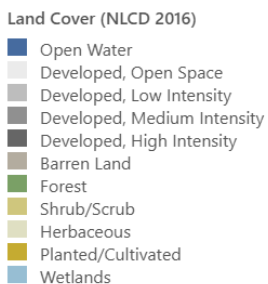 Land Cover (NLCD 2016)
Open Water
Developed, Open Space
Developed, Low Intensity
Developed, Medium Intensity
Developed, High Intensity
Barren Land
Forest
Shrub/Scrub
Herbaceous
Planted/Cultivated
Wetlands